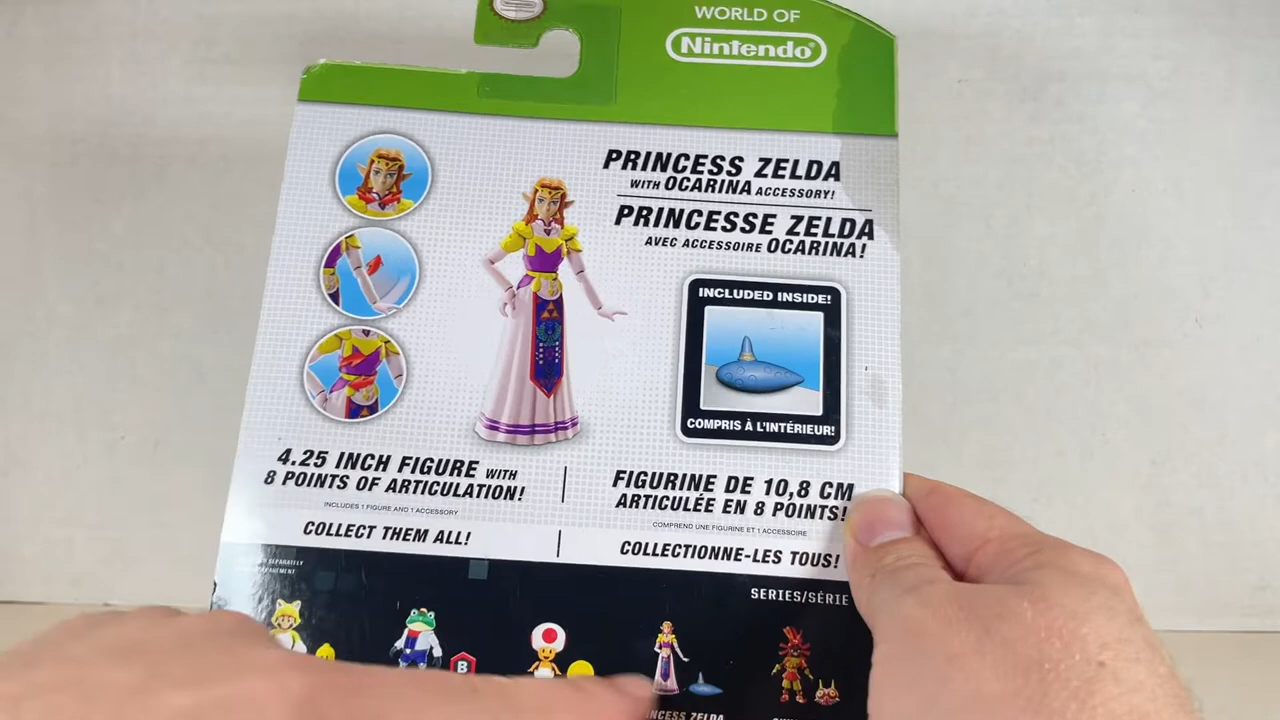 WORLD OF
Nintendo
PRINCESS ZELDA
WITH OCARINA ACCESSORY!
PRINCESSE ZELDA
AVEC ACCESSOIRE OCARINA!
INCLUDED INSIDE!
COMPRIS À L'INTÉRIEUR!
4.25 INCH FIGURE WITH
8 POINTS OF ARTICULATION!
INCLUDES 1 FIGURE AND 1 ACCESSORY
COLLECT THEM ALL!
FIGURINE DE 10,8 CM
ARTICULÉE EN 8 POINTS!
COMPREND UNE FIGURINE ET 1 ACCESSOIRE
COLLECTIONNE-LES TOUS!
SEPARATELY
SERIES/SÉRIE
B
ZELDA